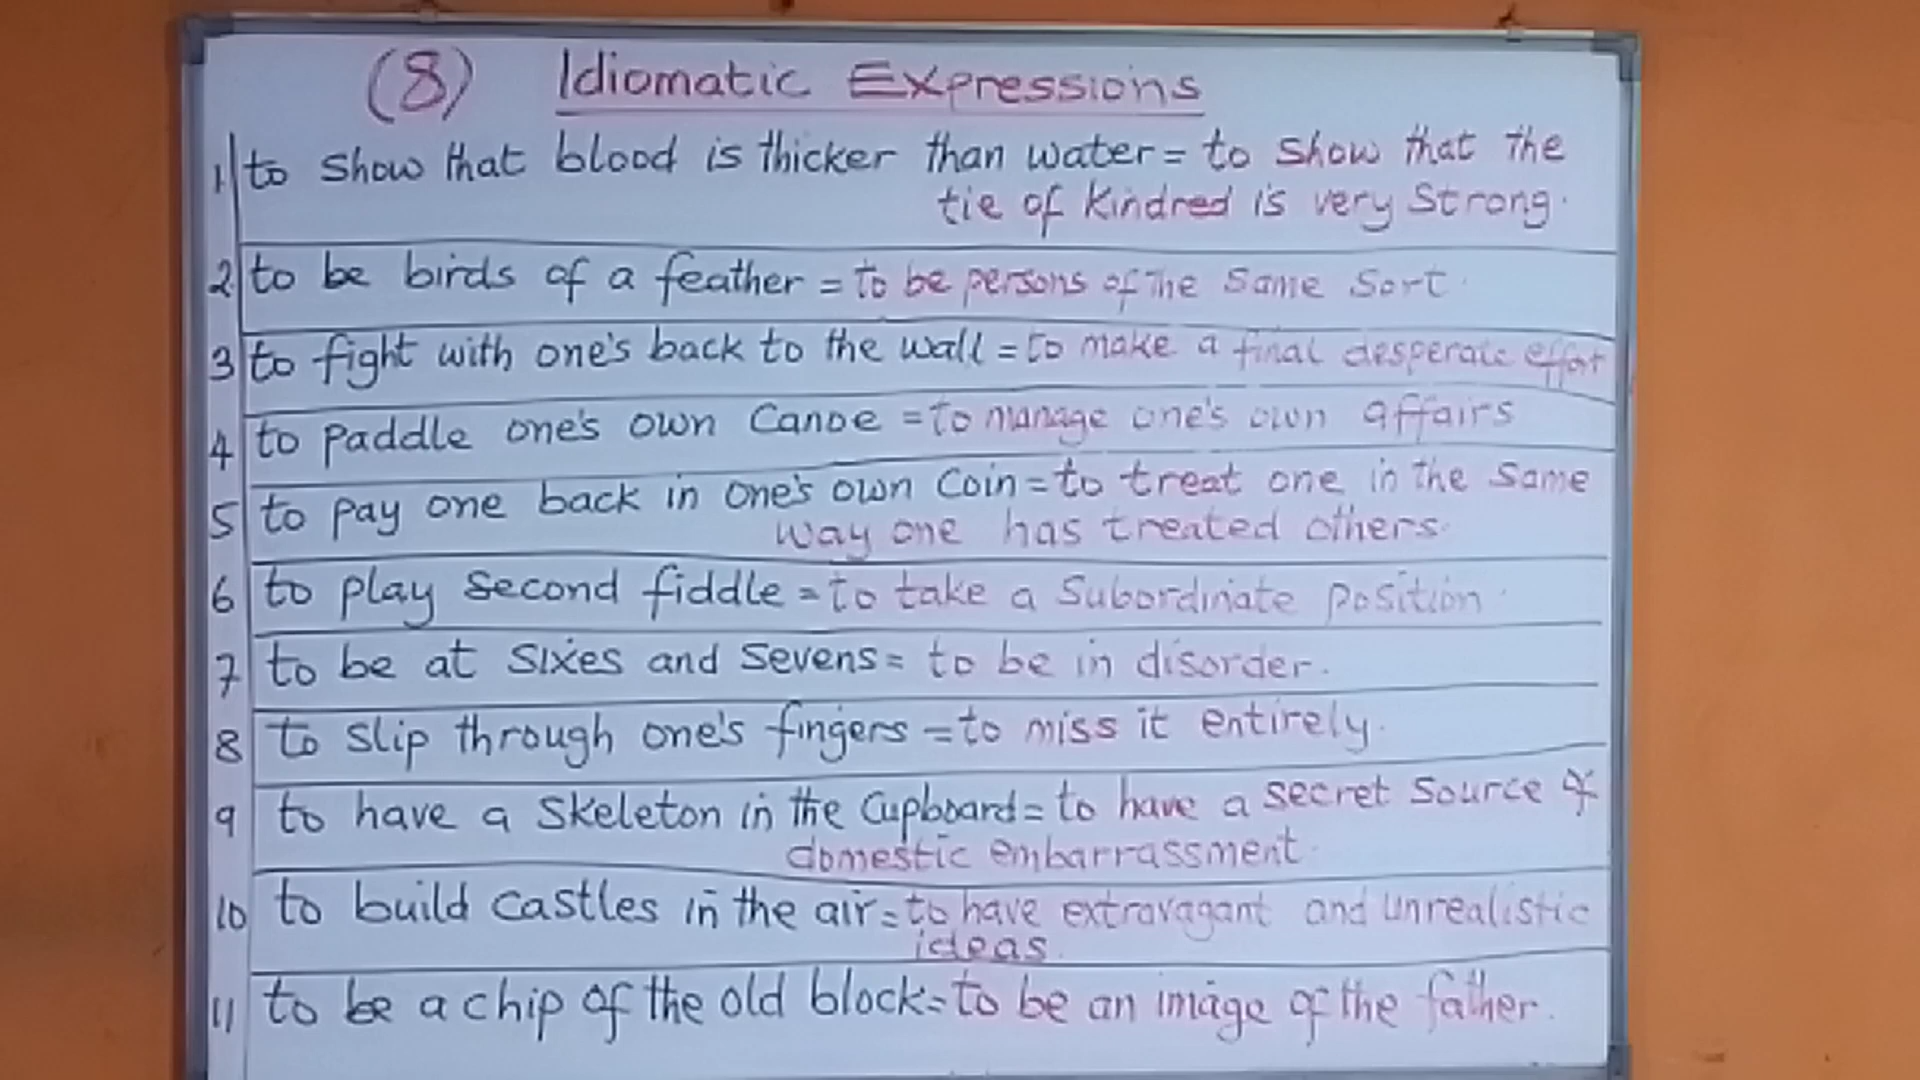 (8) Idiomatic Expressions
1 to show that blood is thicker than water = to show that the
tie of kindred is very strong.
2 to be birds of a feather = to be persons of the same sort.
3 to fight with one's back to the wall = to make a final desperate effort
4 to paddle one's own canoe = to manage one's own affairs
5 to pay one back in one's own coin = to treat one in the same
way one has treated others.
6 to play second fiddle = to take a subordinate position.
7 to be at sixes and sevens = to be in disorder.
8 to slip through one's fingers = to miss it entirely.
9 to have a skeleton in the cupboard = to have a secret source of
domestic embarrassment.
10 to build castles in the air = to have extravagant and unrealistic
ideas.
11 to be a chip of the old block = to be an image of the father.